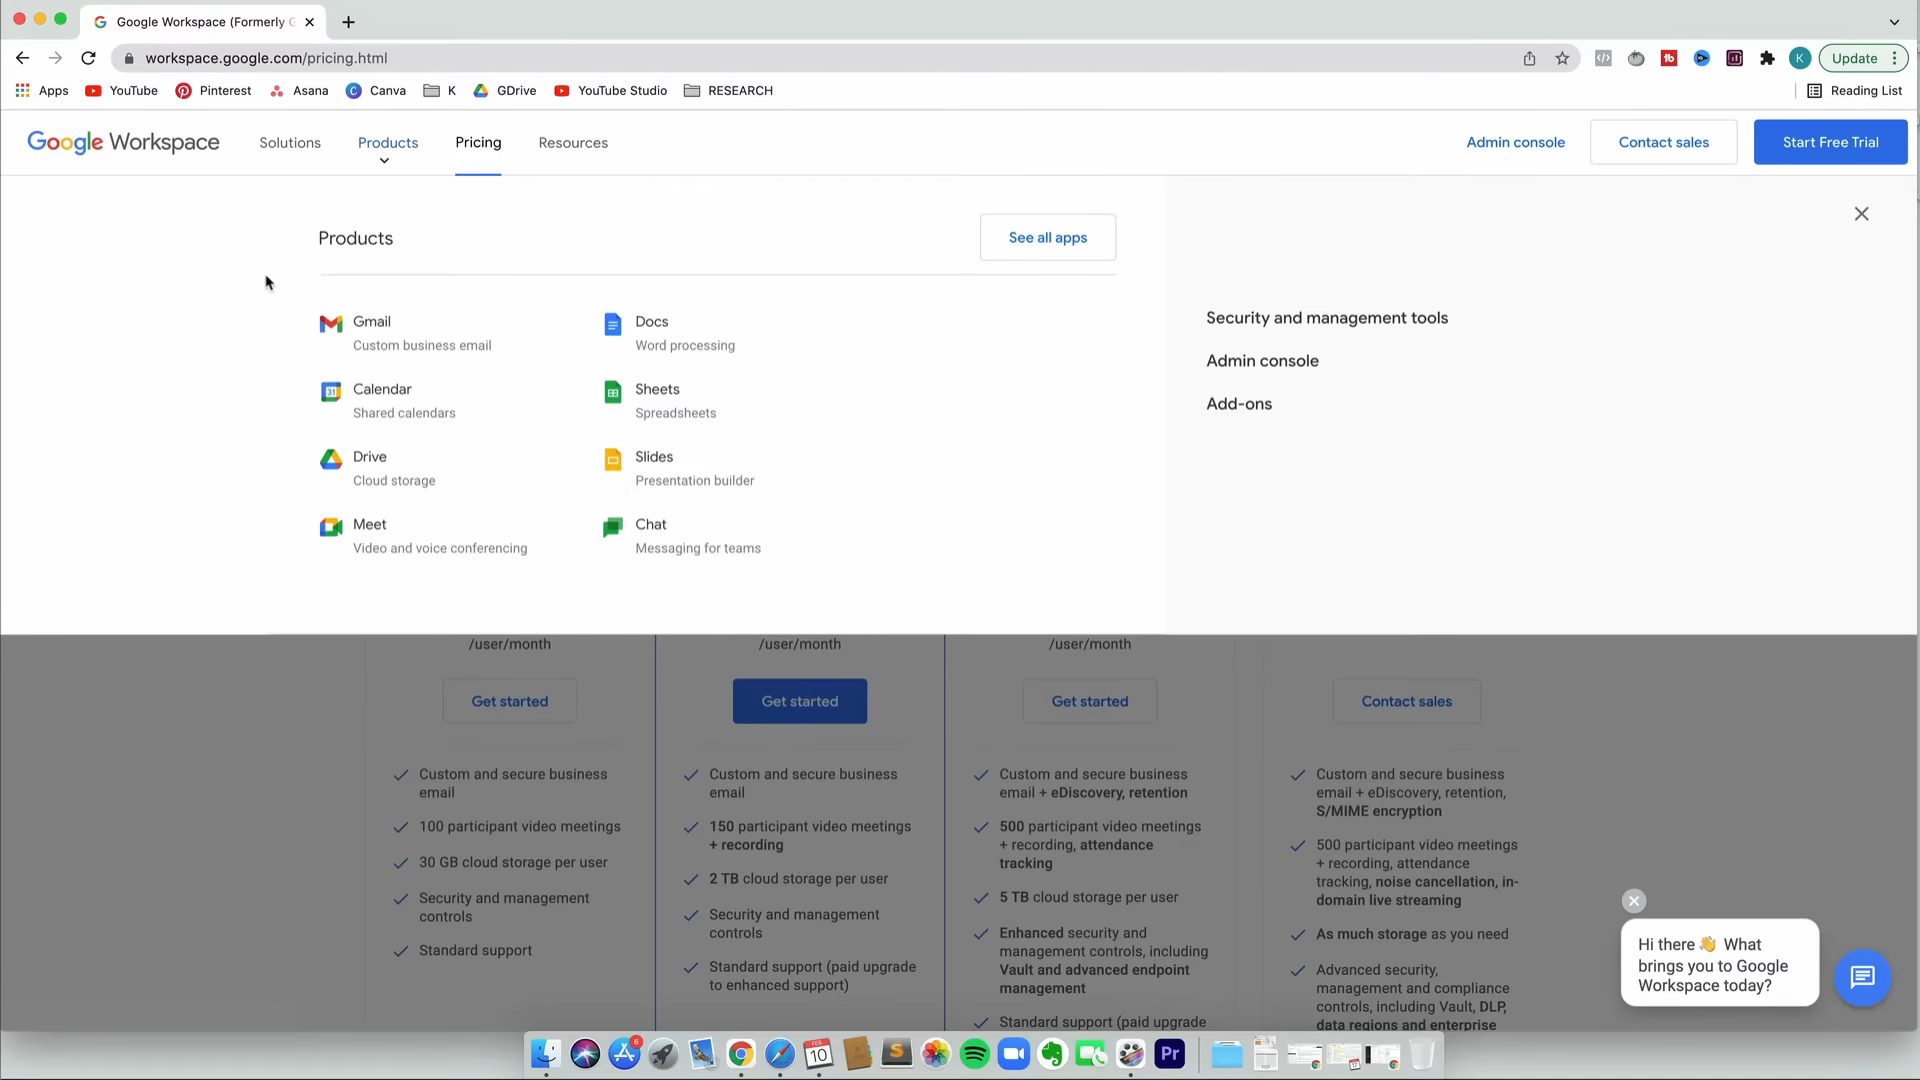 Google Workspace (Formerly G
workspace.google.com/pricing.html
Update
Apps
YouTube
Pinterest
Asana
Canva
K
GDrive
YouTube Studio
RESEARCH
Reading List
Google Workspace
Solutions
Products
Pricing
Resources
Admin console
Contact sales
Start Free Trial
Products
See all apps
Gmail
Custom business email
Docs
Word processing
Calendar
Shared calendars
Sheets
Spreadsheets
Drive
Cloud storage
Slides
Presentation builder
Meet
Video and voice conferencing
Chat
Messaging for teams
Security and management tools
Admin console
Add-ons
/user/month
Get started
Custom and secure business
email
100 participant video meetings
30 GB cloud storage per user
Security and management
controls
Standard support
/user/month
Get started
Custom and secure business
email
150 participant video meetings
+ recording
2 TB cloud storage per user
Security and management
controls
Standard support (paid upgrade
to enhanced support)
/user/month
Get started
Custom and secure business
email + eDiscovery, retention
500 participant video meetings
+ recording, attendance
tracking
5 TB cloud storage per user
Enhanced security and
management controls, including
Vault and advanced endpoint
management
Standard support (paid upgrade
Contact sales
Custom and secure business
email + eDiscovery, retention,
S/MIME encryption
500 participant video meetings
+ recording, attendance
tracking, noise cancellation, in-
domain live streaming
As much storage as you need
Advanced security,
management and compliance
controls, including Vault, DLP,
data regions and enterprise
Hi there 👋 What
brings you to Google
Workspace today?
6
FEB
10
S
Pr